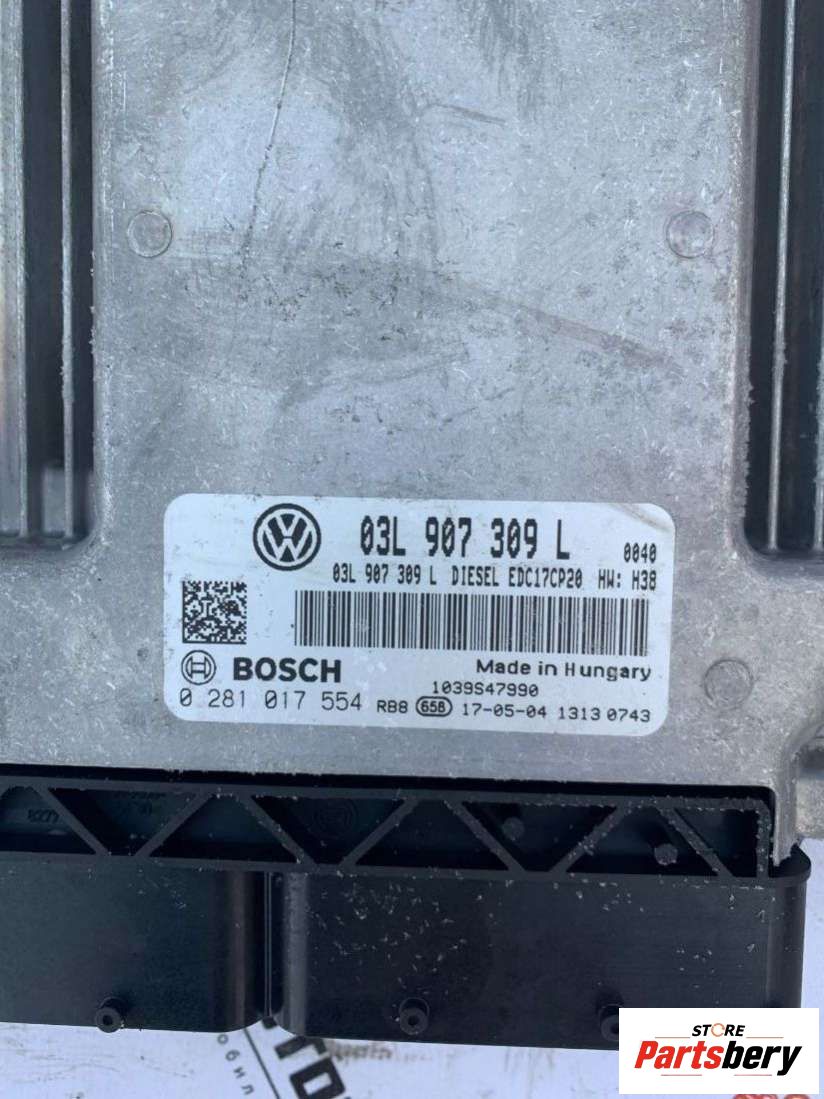 03L 907 309 L 0040
03L 907 309 L DIESEL EDC17CP20 HW: H38
BOSCH
Made in Hungary
1039S47990
0 281 017 554 RB8 658 17-05-04 1313 0743
STORE
Partsbery